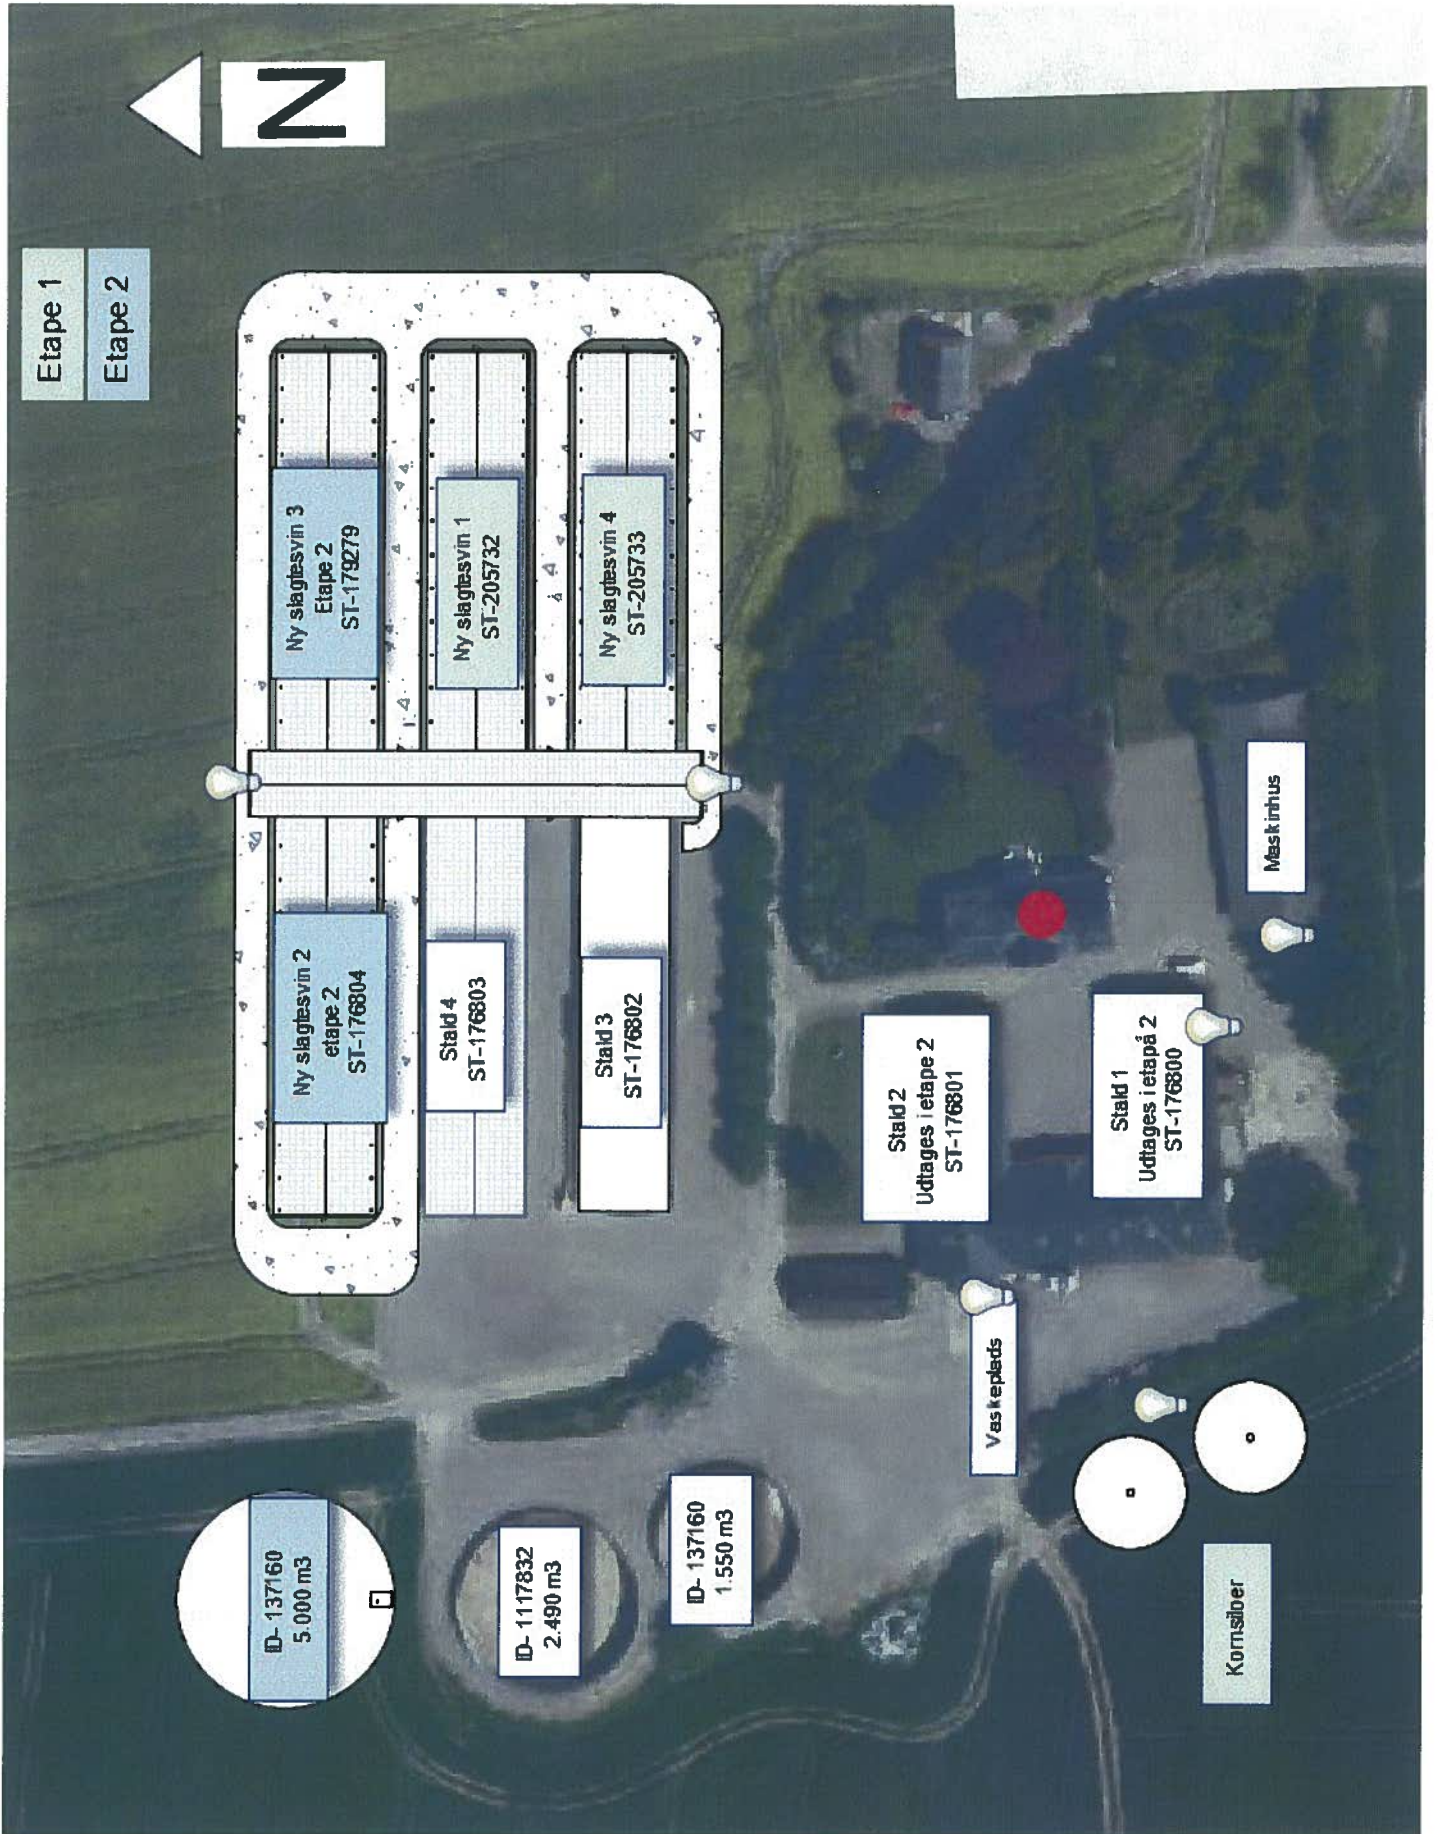 N
Etape 1
Etape 2
Ny slagtesvin 3
Etape 2
ST-179279
Ny slagtesvin 1
ST-205732
Ny slagtesvin 4
ST-205733
Ny slagtesvin 2
etape 2
ST-176804
Stald 4
ST-176803
Stald 3
ST-176802
Stald 2
Udtages i etape 2
ST-176801
Stald 1
Udtages i etapå 2
ST-176800
Maskinhus
Vaskeplads
ID- 137160
5.000 m3
ID- 1117832
2.490 m3
ID- 137160
1.550 m3
Kornsiloer